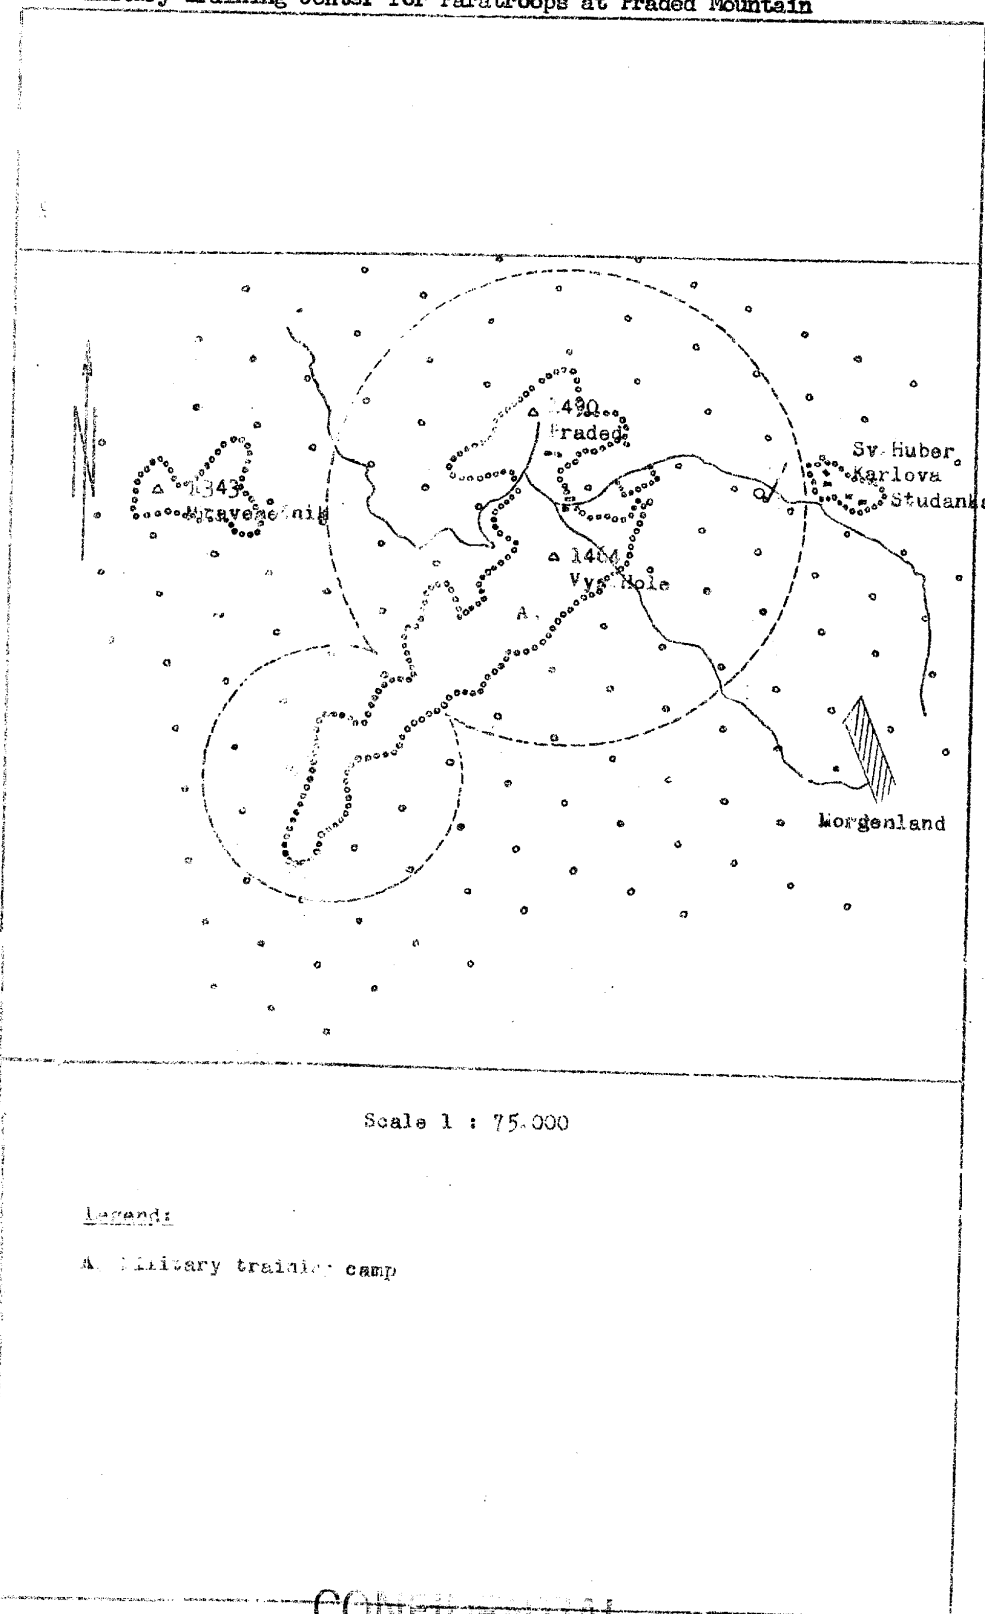 Training Center for Paratroops at Praded Mountain
N
1490
Praded
Sv. Huber
Karlova
Studanka
1343
Mravenecnik
1464
Vys. Hole
A.
Morgenland
Scale 1 : 75.000
Legend:
A. Military training camp